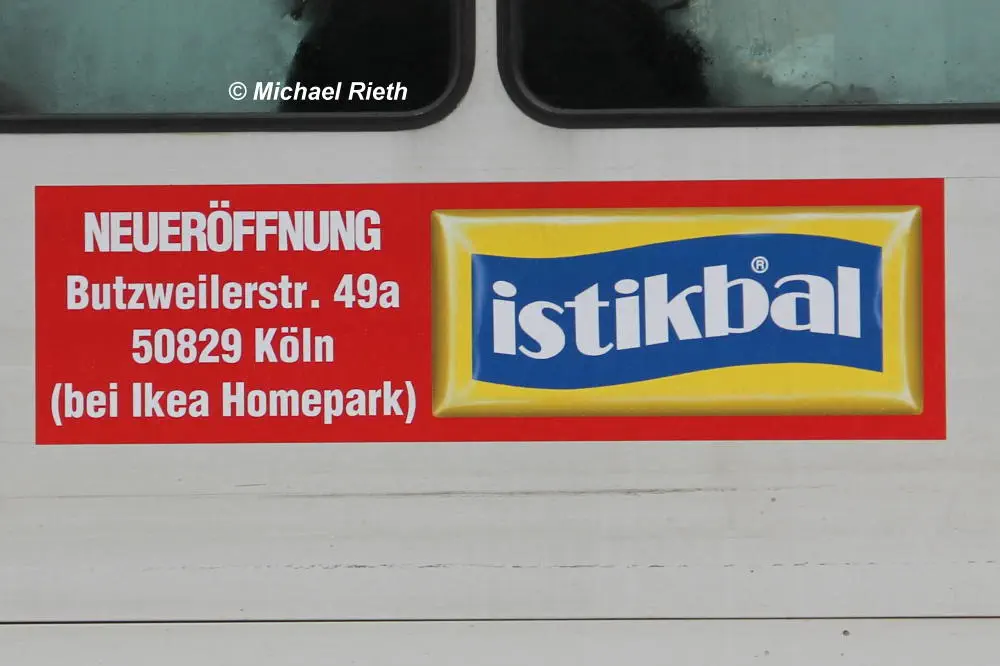 © Michael Rieth
NEUERÖFFNUNG
Butzweilerstr. 49a
50829 Köln
(bei Ikea Homepark)
istikbal®